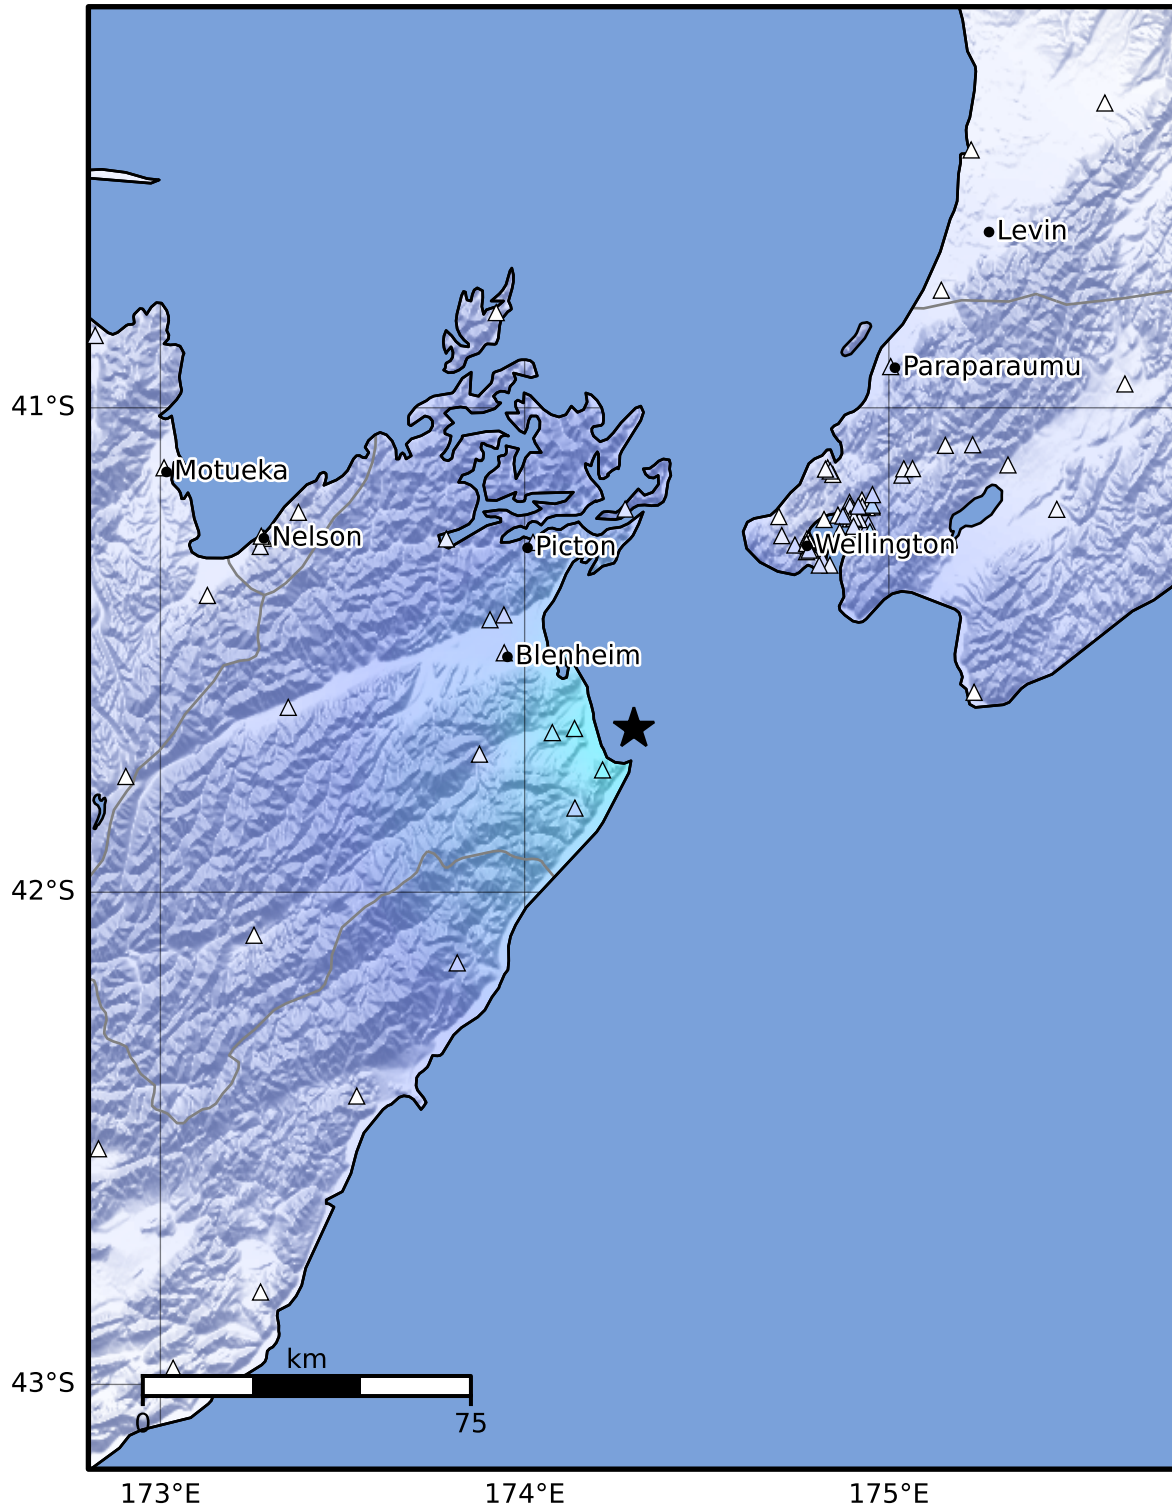 Levin
Paraparaumu
41°S
Motueka
Nelson
Picton
Wellington
Blenheim
42°S
km
43°S
0
75
173°E
174°E
175°E